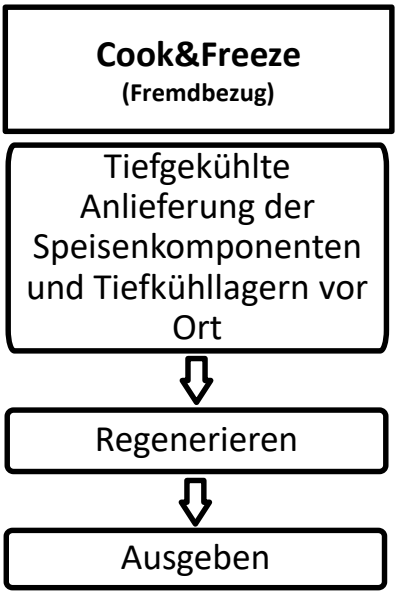 Cook&Freeze
(Fremdbezug)
Tiefgekühlte
Anlieferung der
Speisenkomponenten
und Tiefkühllagern vor
Ort
Regenerieren
Ausgeben